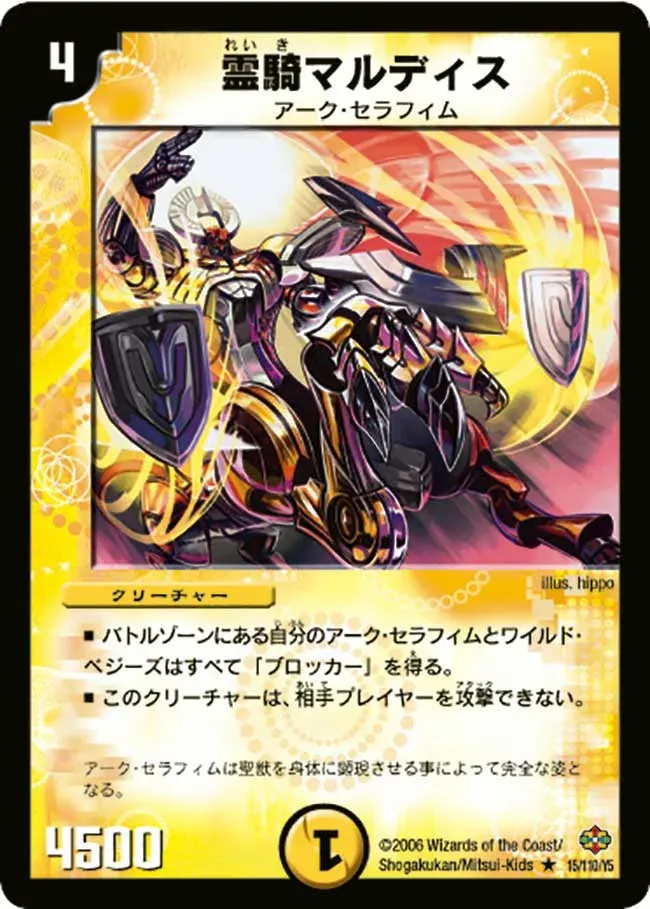 4
れいき
霊騎マルディス
アーク・セラフィム
illus. hippo
クリーチャー
■ バトルゾーンにある自分のアーク・セラフィムとワイルド・
ベジーズはすべて「ブロッカー」を得る。
■ このクリーチャーは、相手プレイヤーを攻撃できない。
アーク・セラフィムは聖獣を身体に顕現させる事によって完全な姿と
なる。
4500
1
©2006 Wizards of the Coast/
Shogakukan/Mitsui-Kids ★ 15/110/Y5